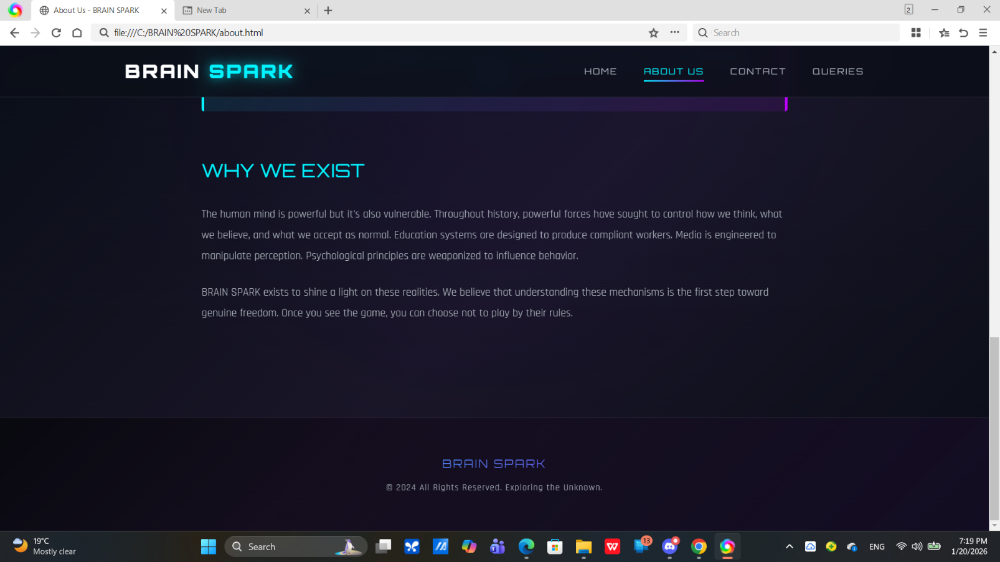 About Us - BRAIN SPARK
New Tab
2
file:///C:/BRAIN%20SPARK/about.html
Search
BRAIN SPARK
HOME
ABOUT US
CONTACT
QUERIES
WHY WE EXIST
The human mind is powerful but it's also vulnerable. Throughout history, powerful forces have sought to control how we think, what
we believe, and what we accept as normal. Education systems are designed to produce compliant workers. Media is engineered to
manipulate perception. Psychological principles are weaponized to influence behavior.
BRAIN SPARK exists to shine a light on these realities. We believe that understanding these mechanisms is the first step toward
genuine freedom. Once you see the game, you can choose not to play by their rules.
BRAIN SPARK
© 2024 All Rights Reserved. Exploring the Unknown.
19°C
Mostly clear
Search
13
ENG
7:19 PM
1/20/2026